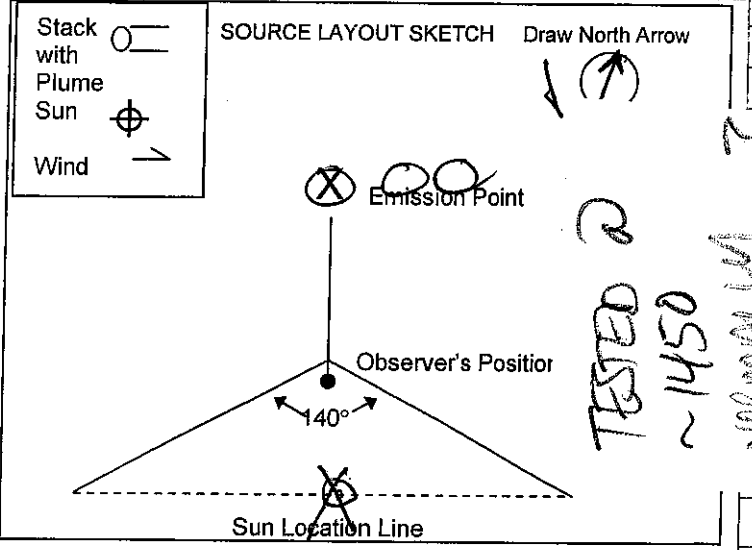 Stack
with
Plume
Sun
Wind
SOURCE LAYOUT SKETCH
Draw North Arrow
X
Emission Point
Observer's Position
140°
Sun Location Line
TESTED @
~1450